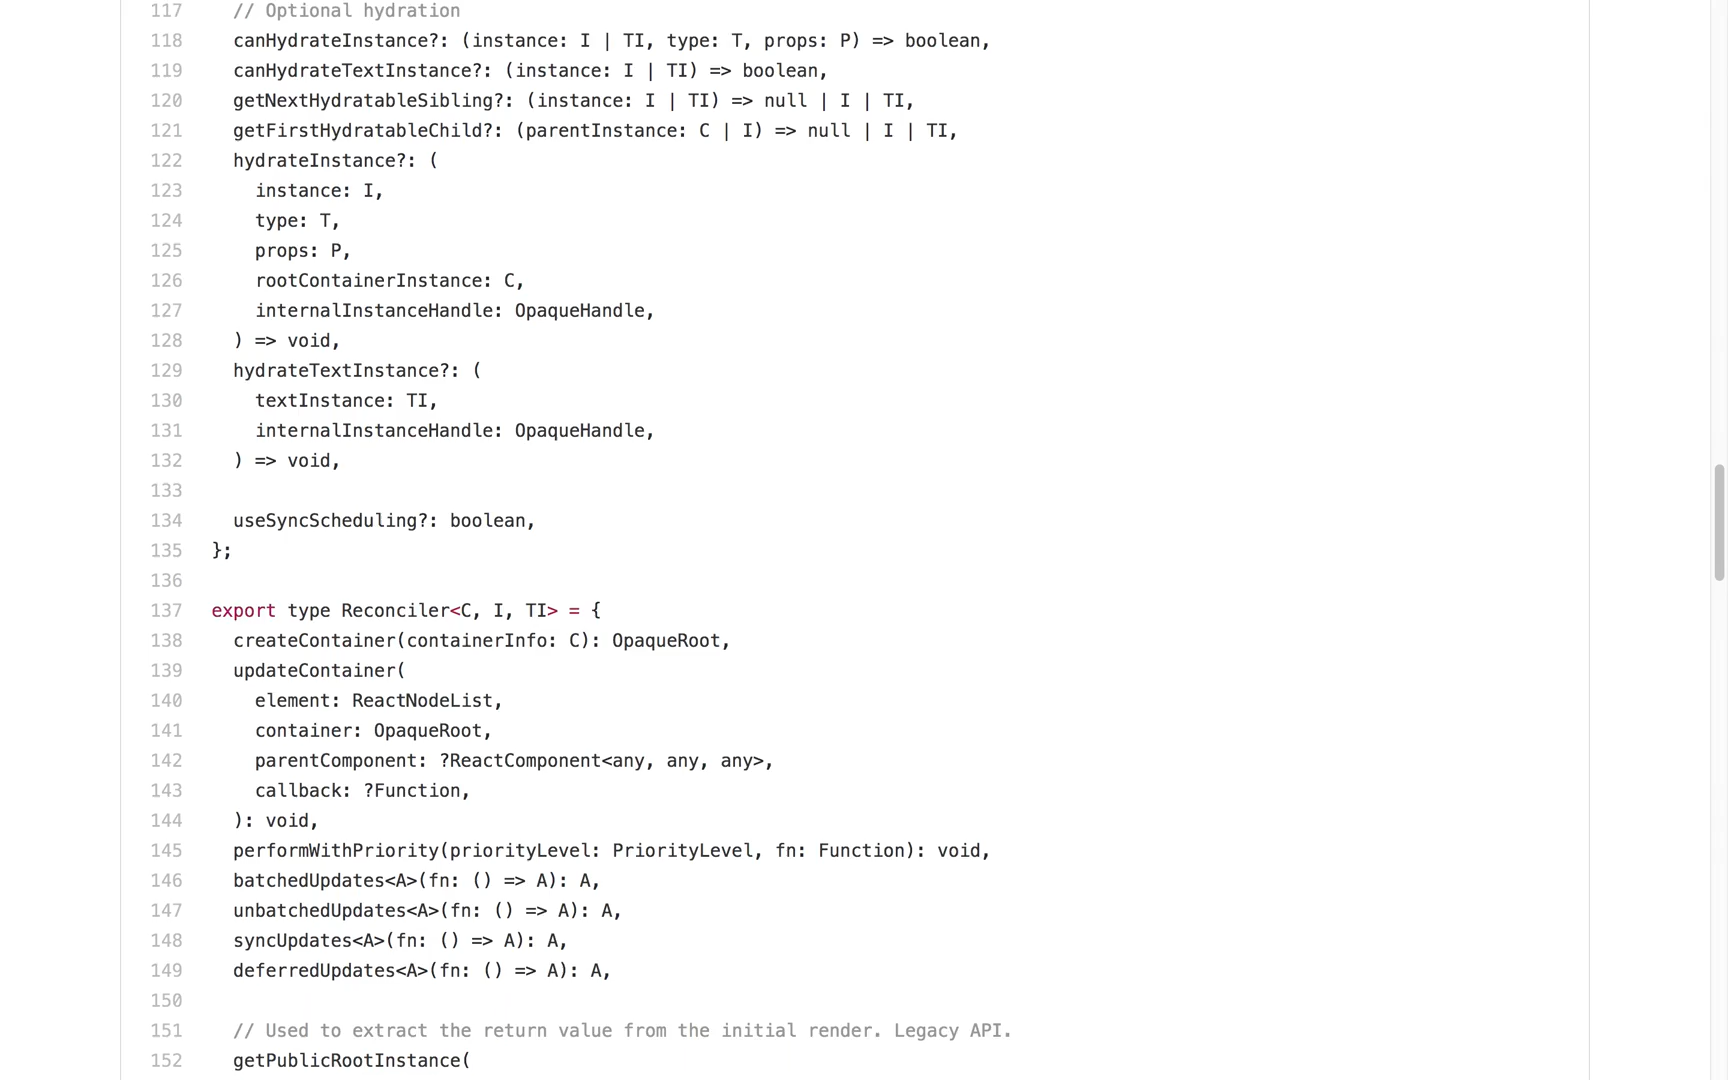 117 // Optional hydration
118 canHydrateInstance?: (instance: I | TI, type: T, props: P) => boolean,
119 canHydrateTextInstance?: (instance: I | TI) => boolean,
120 getNextHydratableSibling?: (instance: I | TI) => null | I | TI,
121 getFirstHydratableChild?: (parentInstance: C | I) => null | I | TI,
122 hydrateInstance?: (
123 instance: I,
124 type: T,
125 props: P,
126 rootContainerInstance: C,
127 internalInstanceHandle: OpaqueHandle,
128 ) => void,
129 hydrateTextInstance?: (
130 textInstance: TI,
131 internalInstanceHandle: OpaqueHandle,
132 ) => void,
133
134 useSyncScheduling?: boolean,
135 };
136
137 export type Reconciler<C, I, TI> = {
138 createContainer(containerInfo: C): OpaqueRoot,
139 updateContainer(
140 element: ReactNodeList,
141 container: OpaqueRoot,
142 parentComponent: ?ReactComponent<any, any, any>,
143 callback: ?Function,
144 ): void,
145 performWithPriority(priorityLevel: PriorityLevel, fn: Function): void,
146 batchedUpdates<A>(fn: () => A): A,
147 unbatchedUpdates<A>(fn: () => A): A,
148 syncUpdates<A>(fn: () => A): A,
149 deferredUpdates<A>(fn: () => A): A,
150
151 // Used to extract the return value from the initial render. Legacy API.
152 getPublicRootInstance(